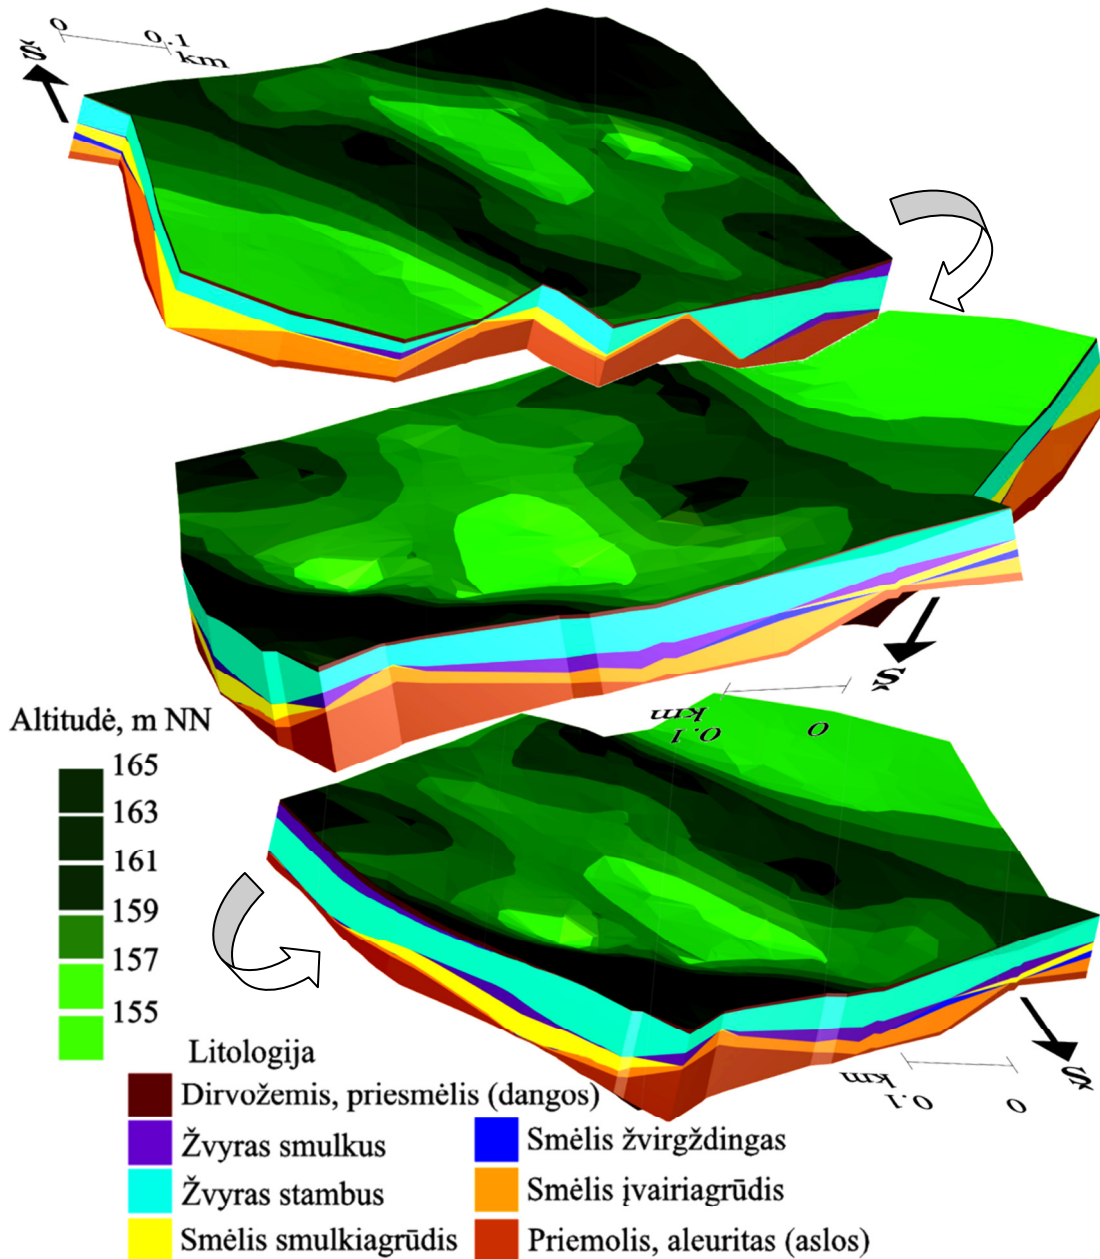 0 0.1
km
Š
Š
km
0.1 0
Altitudė, m NN
165
163
161
159
157
155
Š
km
0.1 0
Litologija
Dirvožemis, priesmėlis (dangos)
Žvyras smulkus
Žvyras stambus
Smėlis smulkiagrūdis
Smėlis žvirgždingas
Smėlis įvairiagrūdis
Priemolis, aleuritas (aslos)